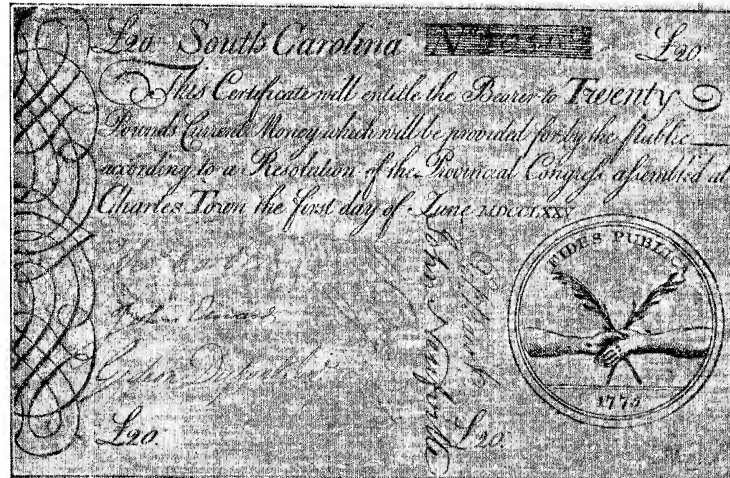 £20 South Carolina No £20.
This Certificate will entitle the Bearer to Twenty
Pounds Current Money which will be provided for by the Public
according to a Resolution of the Provincial Congress assembled at
Charles Town the first day of June MDCCLXXV
FIDES PUBLICA
1775
£20. £20.